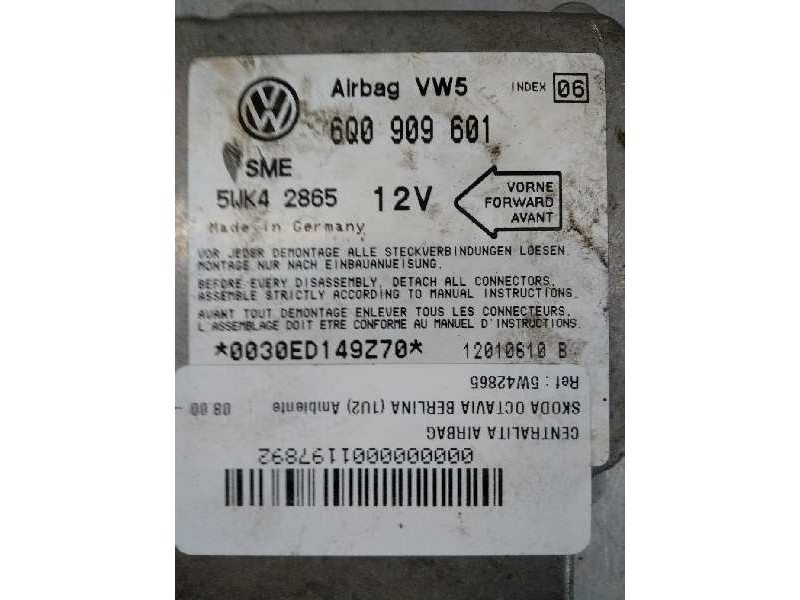 Airbag VW5 INDEX 06
6Q0 909 601
SME
5WK4 2865 12V
VORNE
FORWARD
AVANT
Made in Germany
VOR JEDER DEMONTAGE ALLE STECKVERBINDUNGEN LOESEN.
MONTAGE NUR NACH EINBAUANWEISUNG.
BEFORE EVERY DISASSEMBLY, DETACH ALL CONNECTORS.
ASSEMBLE STRICTLY ACCORDING TO MANUAL INSTRUCTIONS.
AVANT TOUT DEMONTAGE ENLEVER TOUS LES CONNECTEURS.
L'ASSEMBLAGE DOIT ETRE CONFORME AU MANUEL D'INSTRUCTIONS.
*0030ED149Z70* 12010610 B
0000000001197892
CENTRALITA AIRBAG
SKODA OCTAVIA BERLINA (1U2) Ambiente 08.00 -
Ref: 5W42865